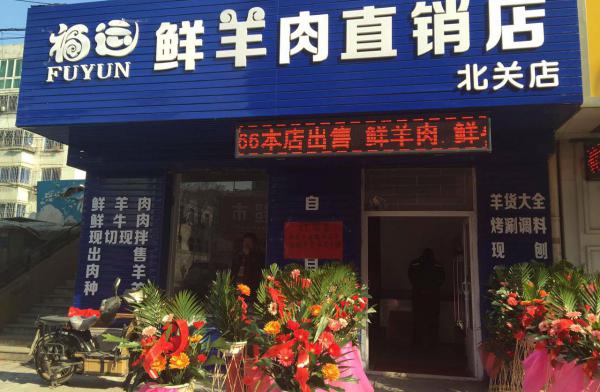 福运
FUYUN
鲜羊肉直销店
北关店
66本店出售 鲜羊肉 鲜
鲜羊肉
鲜牛肉
现切现拌
出售
肉羊
种羊
自
羊货大全
烤涮调料
现 刨